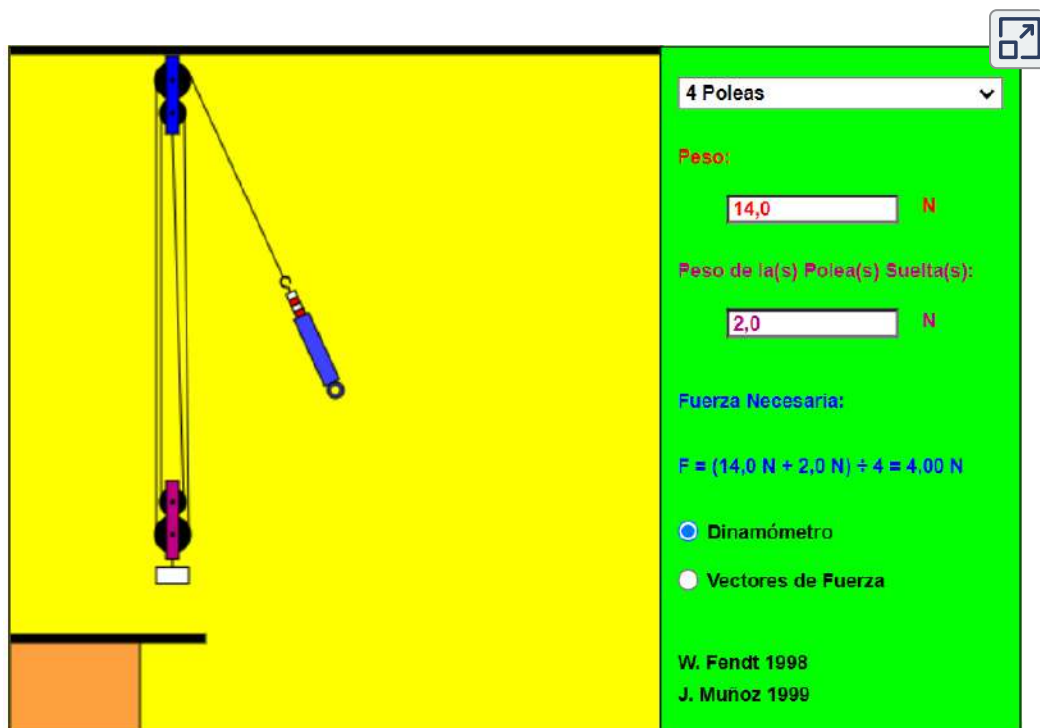 4 Poleas
Peso:
14,0 N
Peso de la(s) Polea(s) Suelta(s):
2,0 N
Fuerza Necesaria:
F = (14,0 N + 2,0 N) ÷ 4 = 4,00 N
Dinamómetro
Vectores de Fuerza
W. Fendt 1998
J. Muñoz 1999